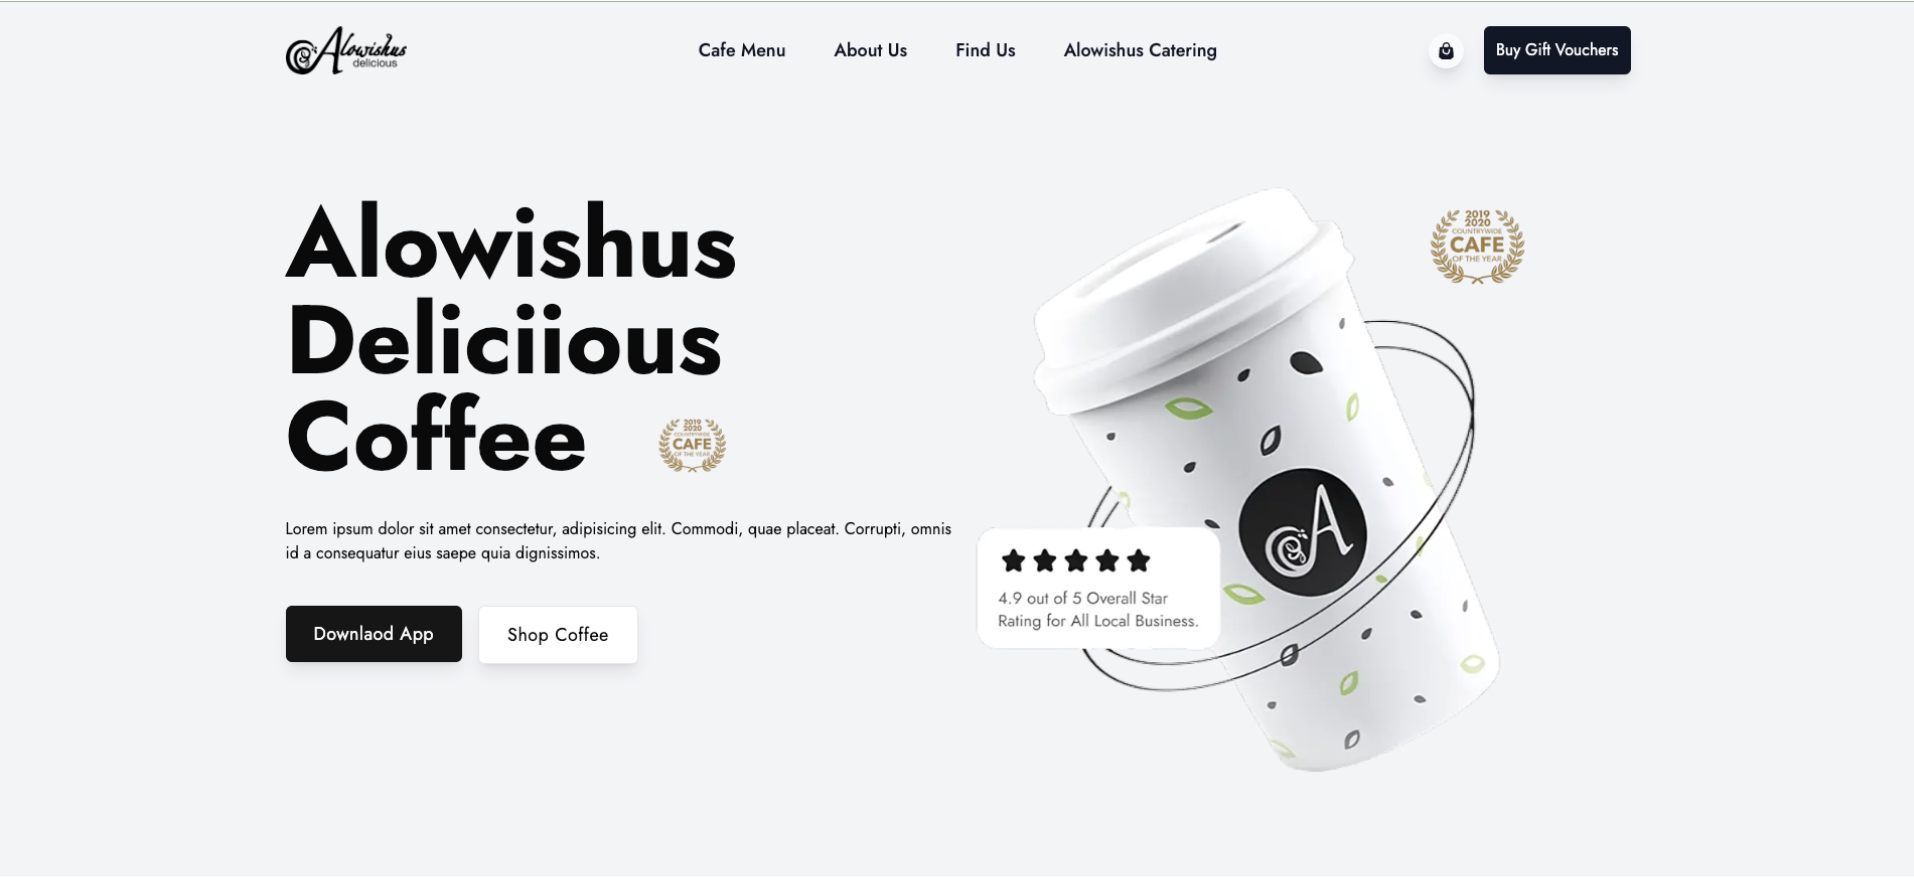 Alowishus
delicious
Cafe Menu
About Us
Find Us
Alowishus Catering
Buy Gift Vouchers
Alowishus
Deliciious
Coffee
2019
2020
COUNTRYWIDE
CAFE
OF THE YEAR
Lorem ipsum dolor sit amet consectetur, adipisicing elit. Commodi, quae placeat. Corrupti, omnis
id a consequatur eius saepe quia dignissimos.
Downlaod App
Shop Coffee
2019
2020
COUNTRYWIDE
CAFE
OF THE YEAR
A
4.9 out of 5 Overall Star
Rating for All Local Business.